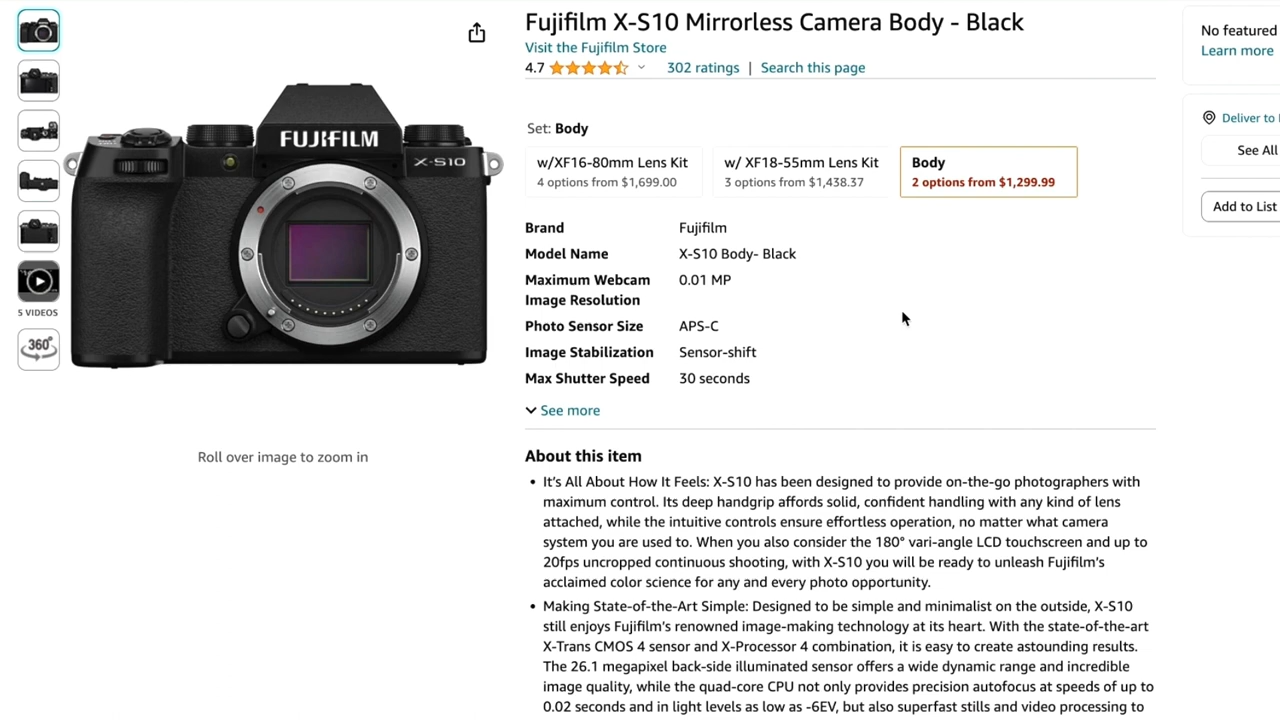 Fujifilm X-S10 Mirrorless Camera Body - Black
Visit the Fujifilm Store
4.7 302 ratings | Search this page
FUJIFILM
X-S10
5 VIDEOS
360°
Roll over image to zoom in
Set: Body
w/XF16-80mm Lens Kit
4 options from $1,699.00
w/ XF18-55mm Lens Kit
3 options from $1,438.37
Body
2 options from $1,299.99
Brand Fujifilm
Model Name X-S10 Body- Black
Maximum Webcam 0.01 MP
Image Resolution
Photo Sensor Size APS-C
Image Stabilization Sensor-shift
Max Shutter Speed 30 seconds
See more
About this item
• It's All About How It Feels: X-S10 has been designed to provide on-the-go photographers with
maximum control. Its deep handgrip affords solid, confident handling with any kind of lens
attached, while the intuitive controls ensure effortless operation, no matter what camera
system you are used to. When you also consider the 180° vari-angle LCD touchscreen and up to
20fps uncropped continuous shooting, with X-S10 you will be ready to unleash Fujifilm's
acclaimed color science for any and every photo opportunity.
• Making State-of-the-Art Simple: Designed to be simple and minimalist on the outside, X-S10
still enjoys Fujifilm's renowned image-making technology at its heart. With the state-of-the-art
X-Trans CMOS 4 sensor and X-Processor 4 combination, it is easy to create astounding results.
The 26.1 megapixel back-side illuminated sensor offers a wide dynamic range and incredible
image quality, while the quad-core CPU not only provides precision autofocus at speeds of up to
0.02 seconds and in light levels as low as -6EV, but also superfast stills and video processing to
No featured
Learn more
Deliver to
See All
Add to List